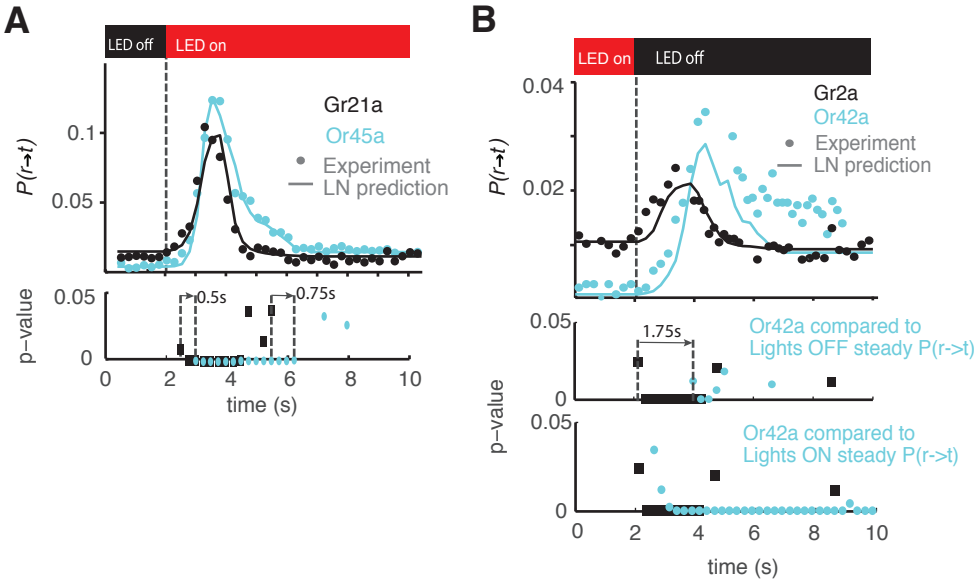 A
LED off
LED on
P(r→t)
0.1
0.05
Gr21a
Or45a
Experiment
LN prediction
p-value
0.05
0
0.5s
0.75s
0 2 4 6 8 10
time (s)
B
LED on
LED off
P(r→t)
0.04
0.02
Gr2a
Or42a
Experiment
LN prediction
p-value
0.05
0
1.75s
Or42a compared to
Lights OFF steady P(r->t)
0.05
0
Or42a compared to
Lights ON steady P(r->t)
0 2 4 6 8 10
time (s)